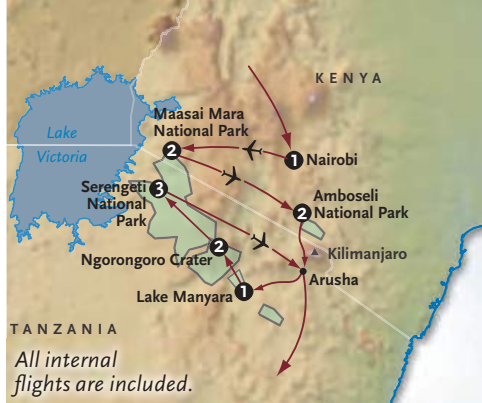 KENYA
Maasai Mara
National Park
Lake
Victoria
2
1
Nairobi
Serengeti
National
Park
3
2
Amboseli
National Park
Ngorongoro Crater
2
Kilimanjaro
Arusha
Lake Manyara
1
TANZANIA
All internal
flights are included.